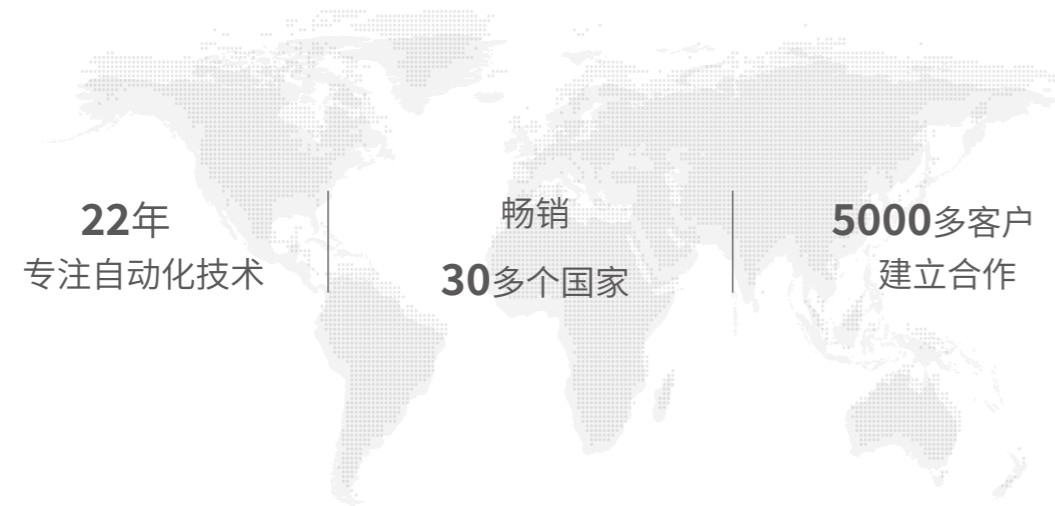 22年
专注自动化技术
畅销
30多个国家
5000多客户
建立合作